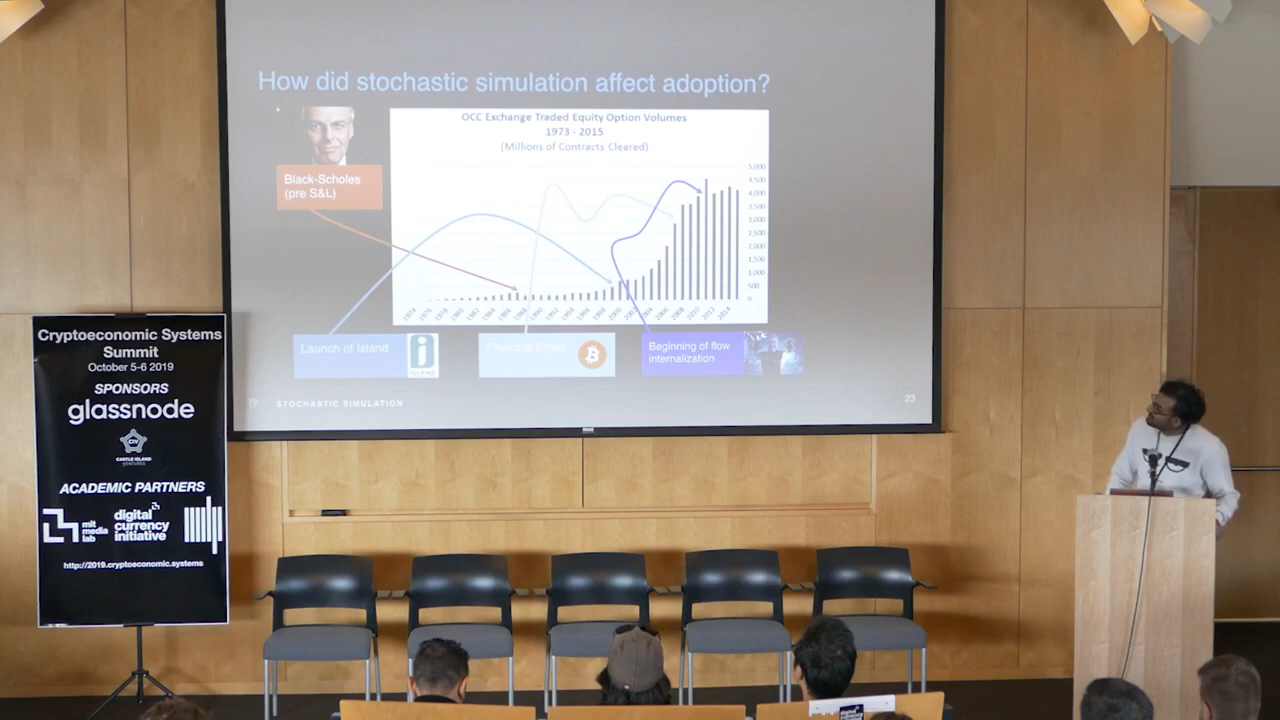 How did stochastic simulation affect adoption?
OCC Exchange Traded Equity Option Volumes
1973 - 2015
(Millions of Contracts Cleared)
Black-Scholes
(pre S&L)
5,000
4,500
4,000
3,500
3,000
2,500
2,000
1,500
1,000
500
0
Launch of Island
ISLAND
Financial Crisis
Beginning of flow
internalization
STOCHASTIC SIMULATION
23
Cryptoeconomic Systems
Summit
October 5-6 2019
SPONSORS
glassnode
CIV
CASTLE ISLAND
VENTURES
ACADEMIC PARTNERS
mit
media
lab
digital
currency
initiative
http://2019.cryptoeconomic.systems
digital